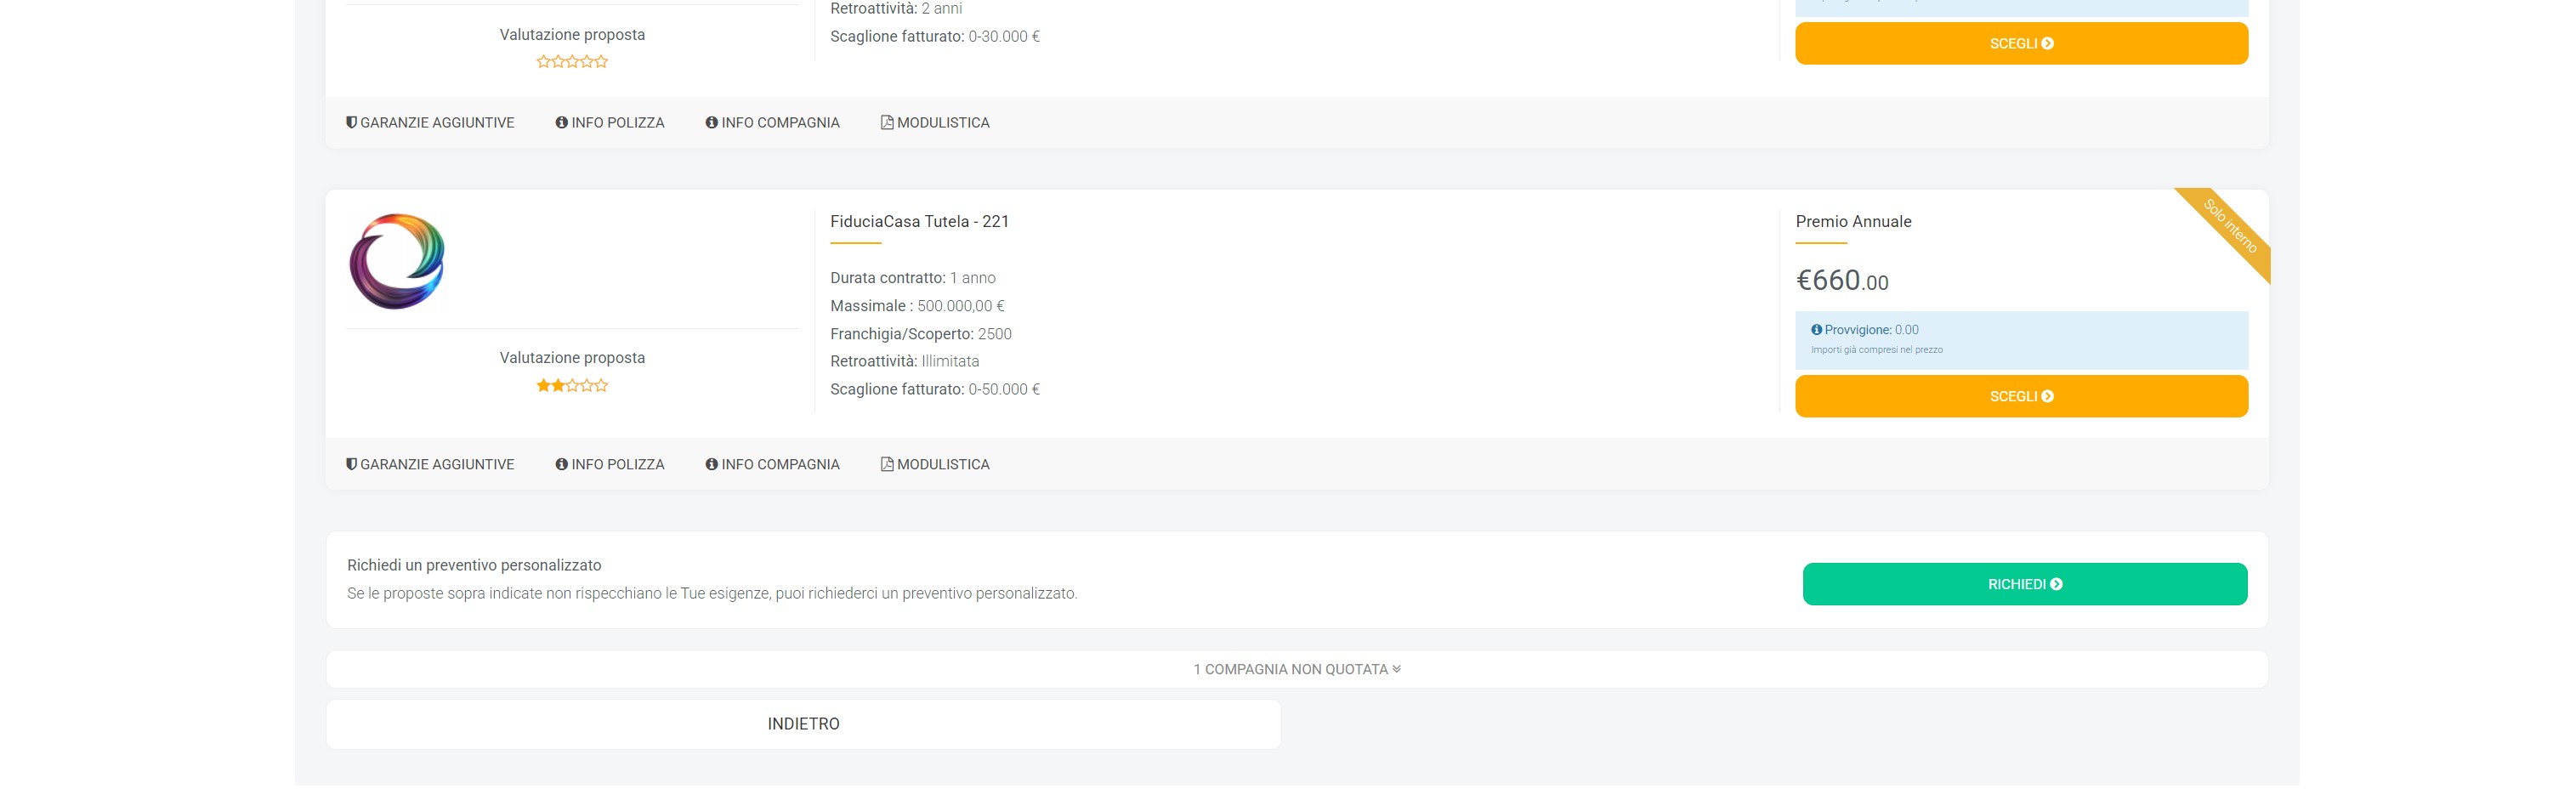 Retroattività: 2 anni
Scaglione fatturato: 0-30.000 €
Valutazione proposta
SCEGLI
GARANZIE AGGIUNTIVE INFO POLIZZA INFO COMPAGNIA MODULISTICA
FiduciaCasa Tutela - 221
Durata contratto: 1 anno
Massimale : 500.000,00 €
Franchigia/Scoperto: 2500
Retroattività: Illimitata
Scaglione fatturato: 0-50.000 €
Valutazione proposta
Premio Annuale
Solo interno
€660.00
Provvigione: 0.00
Importi già compresi nel prezzo
SCEGLI
GARANZIE AGGIUNTIVE INFO POLIZZA INFO COMPAGNIA MODULISTICA
Richiedi un preventivo personalizzato
Se le proposte sopra indicate non rispecchiano le Tue esigenze, puoi richiederci un preventivo personalizzato.
RICHIEDI
1 COMPAGNIA NON QUOTATA
INDIETRO